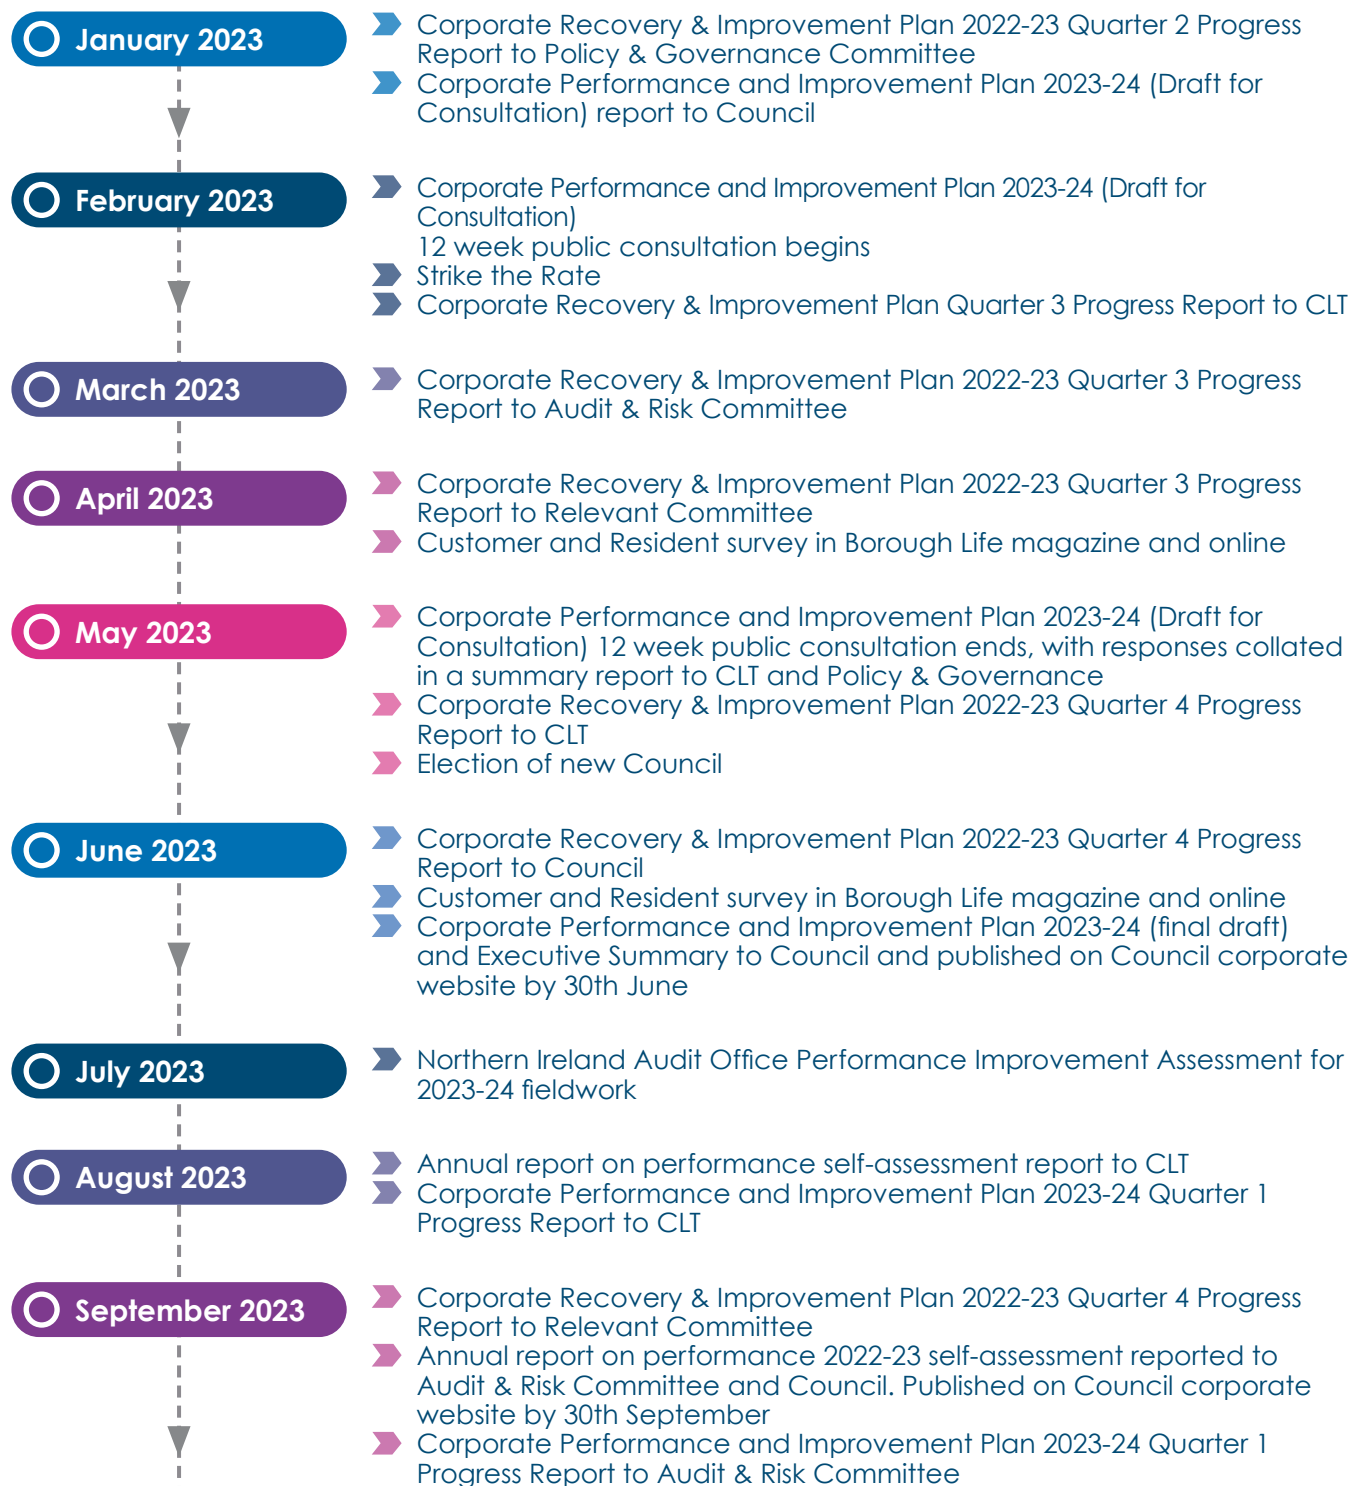 January 2023
Corporate Recovery & Improvement Plan 2022-23 Quarter 2 Progress
Report to Policy & Governance Committee
Corporate Performance and Improvement Plan 2023-24 (Draft for
Consultation) report to Council
February 2023
Corporate Performance and Improvement Plan 2023-24 (Draft for
Consultation)
12 week public consultation begins
Strike the Rate
Corporate Recovery & Improvement Plan Quarter 3 Progress Report to CLT
March 2023
Corporate Recovery & Improvement Plan 2022-23 Quarter 3 Progress
Report to Audit & Risk Committee
April 2023
Corporate Recovery & Improvement Plan 2022-23 Quarter 3 Progress
Report to Relevant Committee
Customer and Resident survey in Borough Life magazine and online
May 2023
Corporate Performance and Improvement Plan 2023-24 (Draft for
Consultation) 12 week public consultation ends, with responses collated
in a summary report to CLT and Policy & Governance
Corporate Recovery & Improvement Plan 2022-23 Quarter 4 Progress
Report to CLT
Election of new Council
June 2023
Corporate Recovery & Improvement Plan 2022-23 Quarter 4 Progress
Report to Council
Customer and Resident survey in Borough Life magazine and online
Corporate Performance and Improvement Plan 2023-24 (final draft)
and Executive Summary to Council and published on Council corporate
website by 30th June
July 2023
Northern Ireland Audit Office Performance Improvement Assessment for
2023-24 fieldwork
August 2023
Annual report on performance self-assessment report to CLT
Corporate Performance and Improvement Plan 2023-24 Quarter 1
Progress Report to CLT
September 2023
Corporate Recovery & Improvement Plan 2022-23 Quarter 4 Progress
Report to Relevant Committee
Annual report on performance 2022-23 self-assessment reported to
Audit & Risk Committee and Council. Published on Council corporate
website by 30th September
Corporate Performance and Improvement Plan 2023-24 Quarter 1
Progress Report to Audit & Risk Committee